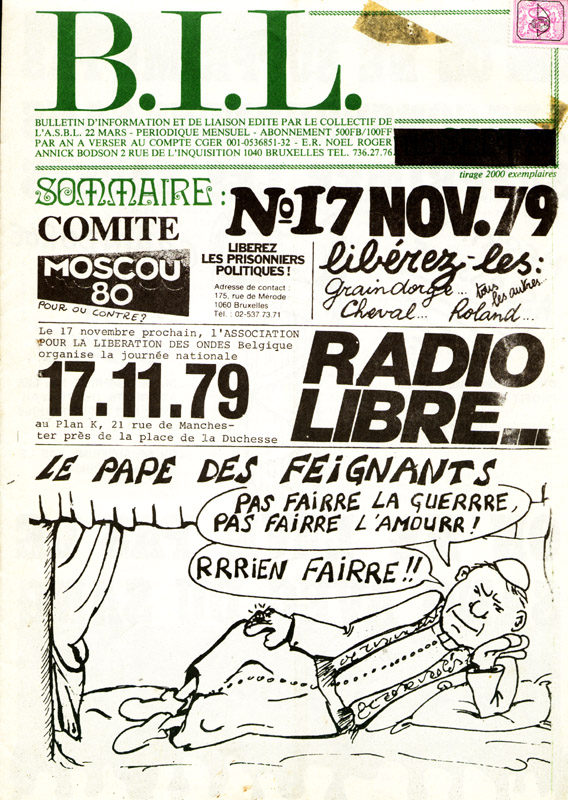 B.I.L.
BULLETIN D'INFORMATION ET DE LIAISON EDITE PAR LE COLLECTIF DE
L'A.S.B.L. 22 MARS - PERIODIQUE MENSUEL - ABONNEMENT 500FB/100FF
PAR AN A VERSER AU COMPTE CGER 001-0536851-32 - E.R. NOEL ROGER
ANNICK BODSON 2 RUE DE L'INQUISITION 1040 BRUXELLES TEL. 736.27.76
tirage 2000 exemplaires
SOMMAIRE :
No17 NOV.79
COMITE
MOSCOU
80
POUR OU CONTRE?
LIBEREZ
LES PRISONNIERS
POLITIQUES !
Adresse de contact :
175, rue de Mérode
1060 Bruxelles
Tél. : 02-537.73.71
libérez-les:
Graindorge...
Cheval... Roland...
tous
les autres...
Le 17 novembre prochain, l'ASSOCIATION
POUR LA LIBERATION DES ONDES Belgique
organise la journée nationale
17.11.79
au Plan K, 21 rue de Manches-
ter près de la place de la Duchesse
RADIO
LIBRE...
LE PAPE DES FEIGNANTS
PAS FAIRRE LA GUERRRE,
PAS FAIRRE L'AMOURR!
RRRIEN FAIRRE!!